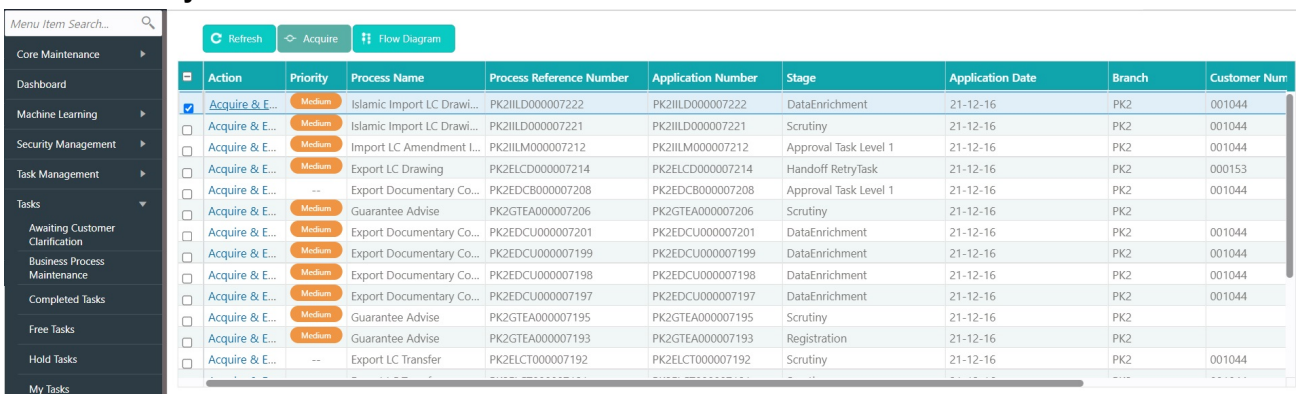 Menu Item Search...
Core Maintenance
Dashboard
Machine Learning
Security Management
Task Management
Tasks
Awaiting Customer
Clarification
Business Process
Maintenance
Completed Tasks
Free Tasks
Hold Tasks
My Tasks
Refresh Acquire Flow Diagram
Action Priority Process Name Process Reference Number Application Number Stage Application Date Branch Customer Num
Acquire & E... Medium Islamic Import LC Drawi... PK2IILD000007222 PK2IILD000007222 DataEnrichment 21-12-16 PK2 001044
Acquire & E... Medium Islamic Import LC Drawi... PK2IILD000007221 PK2IILD000007221 Scrutiny 21-12-16 PK2 001044
Acquire & E... Medium Import LC Amendment I... PK2IILM000007212 PK2IILM000007212 Approval Task Level 1 21-12-16 PK2 001044
Acquire & E... Medium Export LC Drawing PK2ELCD000007214 PK2ELCD000007214 Handoff RetryTask 21-12-16 PK2 000153
Acquire & E... -- Export Documentary Co... PK2EDCB000007208 PK2EDCB000007208 Approval Task Level 1 21-12-16 PK2 001044
Acquire & E... Medium Guarantee Advise PK2GTEA000007206 PK2GTEA000007206 Scrutiny 21-12-16 PK2
Acquire & E... Medium Export Documentary Co... PK2EDCU000007201 PK2EDCU000007201 DataEnrichment 21-12-16 PK2 001044
Acquire & E... Medium Export Documentary Co... PK2EDCU000007199 PK2EDCU000007199 DataEnrichment 21-12-16 PK2 001044
Acquire & E... Medium Export Documentary Co... PK2EDCU000007198 PK2EDCU000007198 DataEnrichment 21-12-16 PK2 001044
Acquire & E... Medium Export Documentary Co... PK2EDCU000007197 PK2EDCU000007197 DataEnrichment 21-12-16 PK2 001044
Acquire & E... Medium Guarantee Advise PK2GTEA000007195 PK2GTEA000007195 Scrutiny 21-12-16 PK2
Acquire & E... Medium Guarantee Advise PK2GTEA000007193 PK2GTEA000007193 Registration 21-12-16 PK2
Acquire & E... -- Export LC Transfer PK2ELCT000007192 PK2ELCT000007192 Scrutiny 21-12-16 PK2 001044